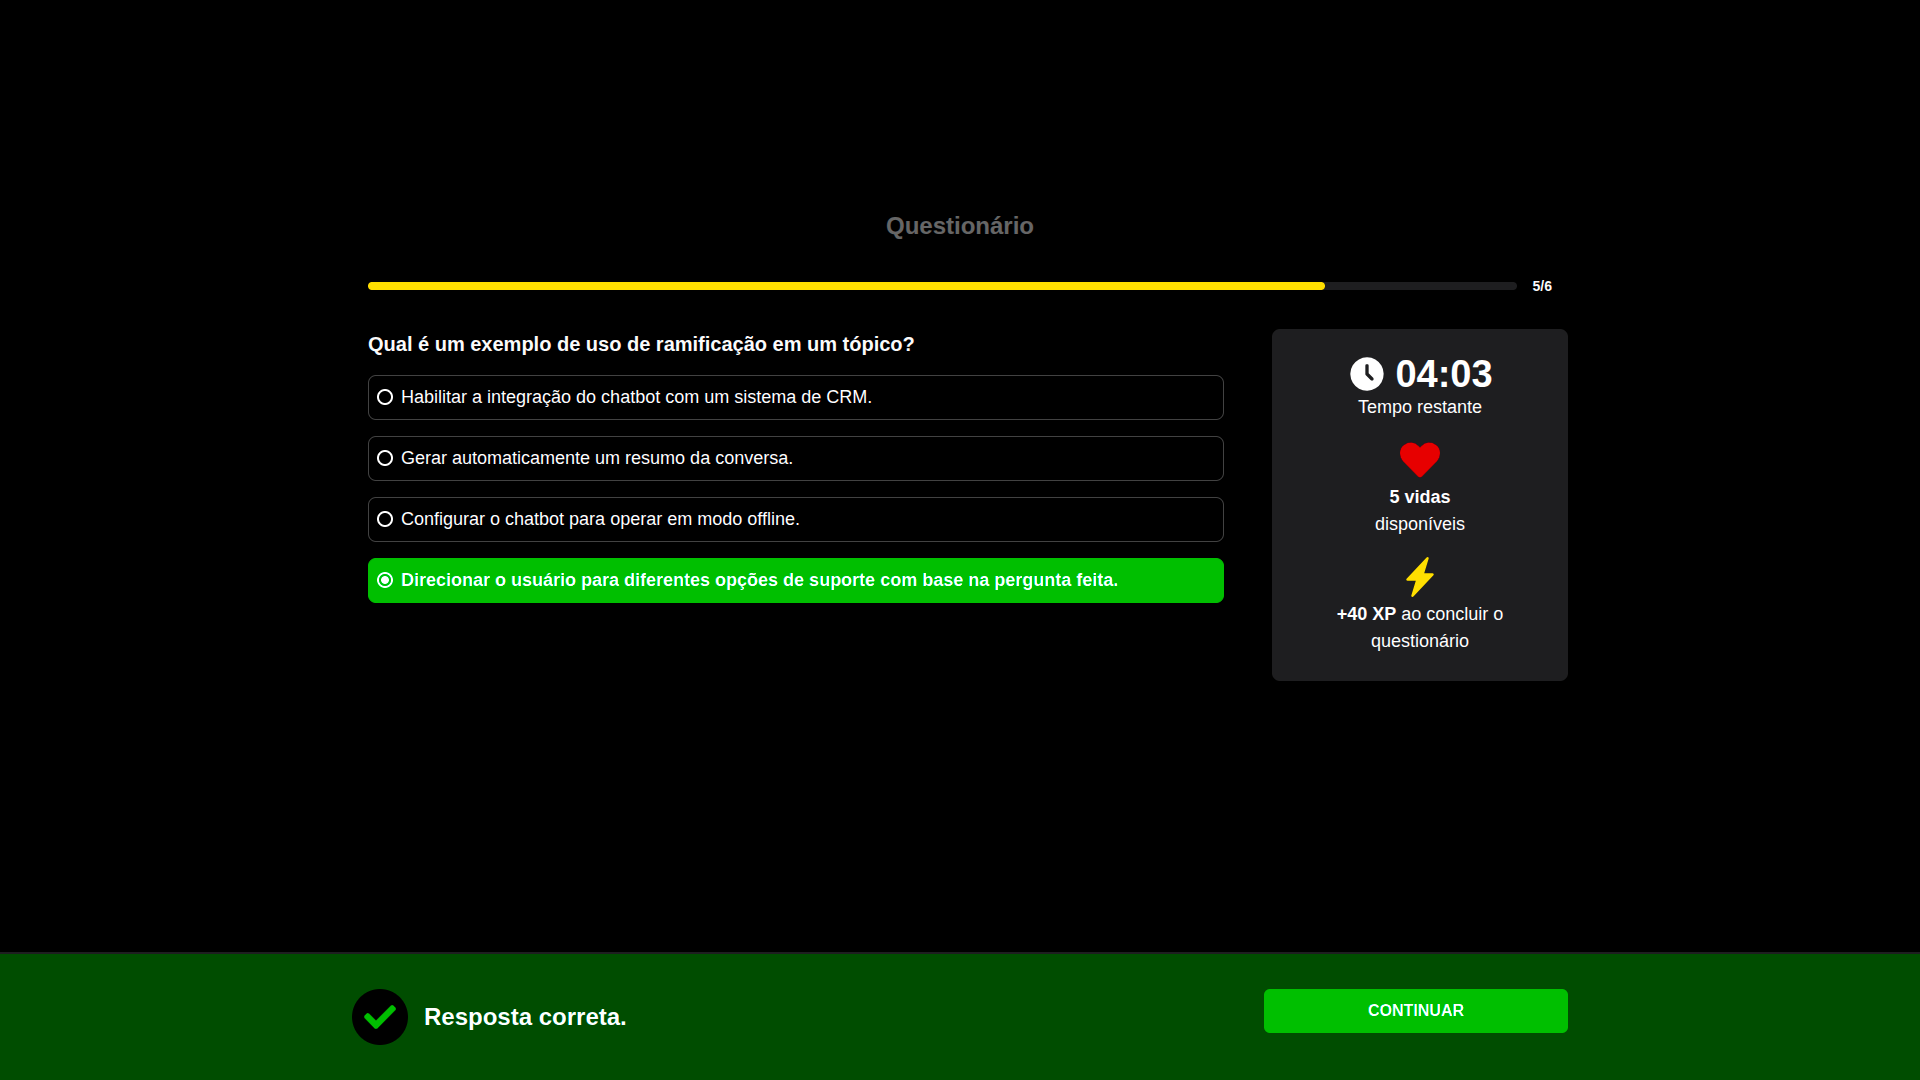 Questionário
5/6
Qual é um exemplo de uso de ramificação em um tópico?
Habilitar a integração do chatbot com um sistema de CRM.
Gerar automaticamente um resumo da conversa.
Configurar o chatbot para operar em modo offline.
Direcionar o usuário para diferentes opções de suporte com base na pergunta feita.
04:03
Tempo restante
5 vidas
disponíveis
+40 XP ao concluir o
questionário
Resposta correta.
CONTINUAR